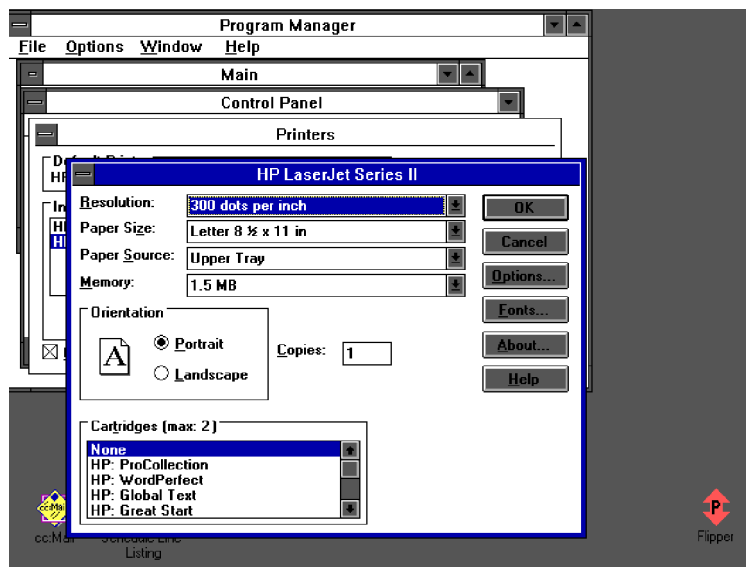 Program Manager
File Options Window Help
Main
Control Panel
Printers
HP LaserJet Series II
Resolution: 300 dots per inch
OK
Paper Size: Letter 8 ½ x 11 in
Cancel
Paper Source: Upper Tray
Options...
Memory: 1.5 MB
Fonts...
Orientation
A
Portrait
Landscape
Copies: 1
About...
Help
Cartridges (max: 2)
None
HP: ProCollection
HP: WordPerfect
HP: Global Text
HP: Great Start
Listing
P
Flipper